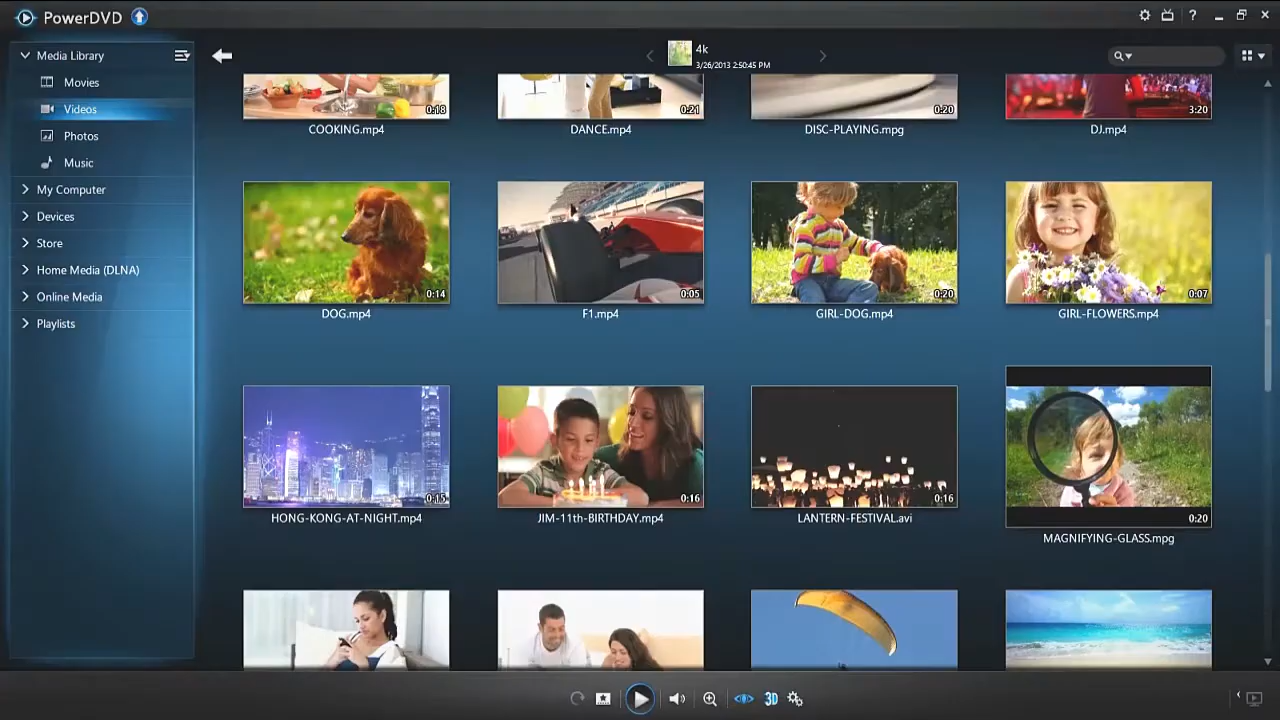 PowerDVD
?
Media Library
Movies
Videos
Photos
Music
My Computer
Devices
Store
Home Media (DLNA)
Online Media
Playlists
4k
3/26/2013 2:50:45 PM
0:18
0:21
0:20
3:20
COOKING.mp4
DANCE.mp4
DISC-PLAYING.mpg
DJ.mp4
0:14
0:05
0:20
0:07
DOG.mp4
F1.mp4
GIRL-DOG.mp4
GIRL-FLOWERS.mp4
0:15
0:16
0:16
0:20
HONG-KONG-AT-NIGHT.mp4
JIM-11th-BIRTHDAY.mp4
LANTERN-FESTIVAL.avi
MAGNIFYING-GLASS.mpg
3D